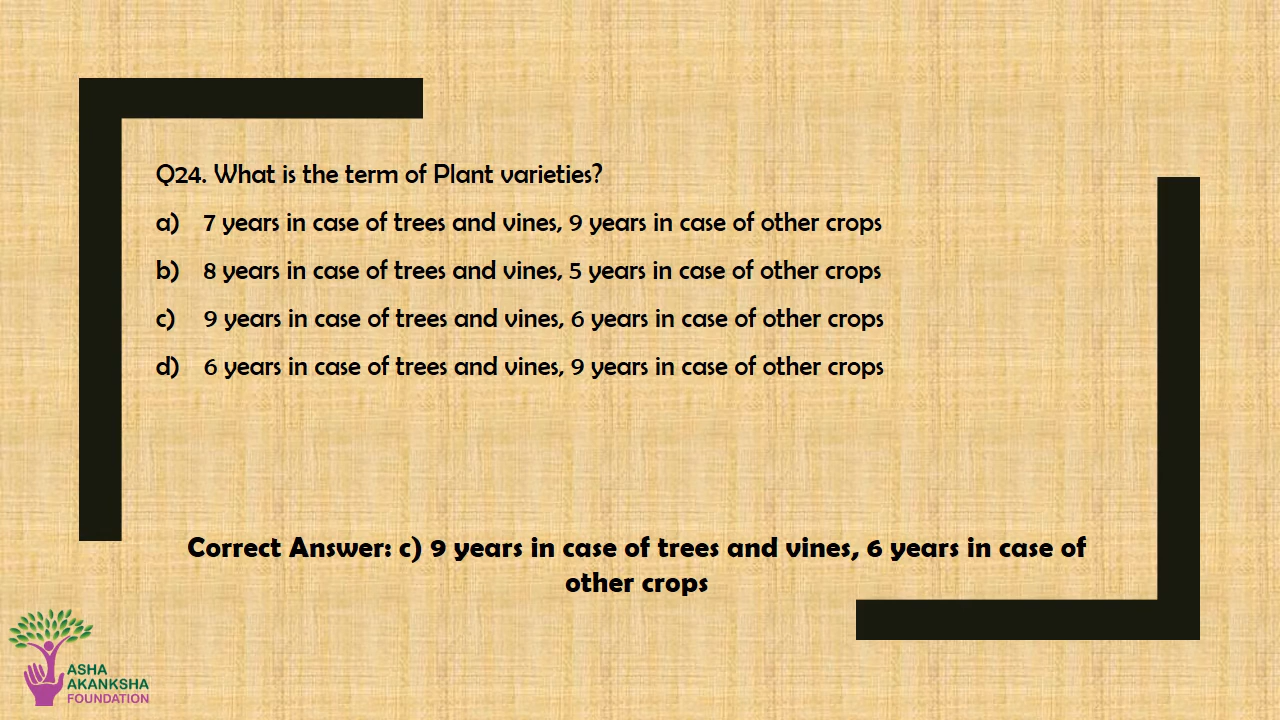 Q24. What is the term of Plant varieties?
a) 7 years in case of trees and vines, 9 years in case of other crops
b) 8 years in case of trees and vines, 5 years in case of other crops
c) 9 years in case of trees and vines, 6 years in case of other crops
d) 6 years in case of trees and vines, 9 years in case of other crops
Correct Answer: c) 9 years in case of trees and vines, 6 years in case of
other crops
ASHA
AKANKSHA
FOUNDATION